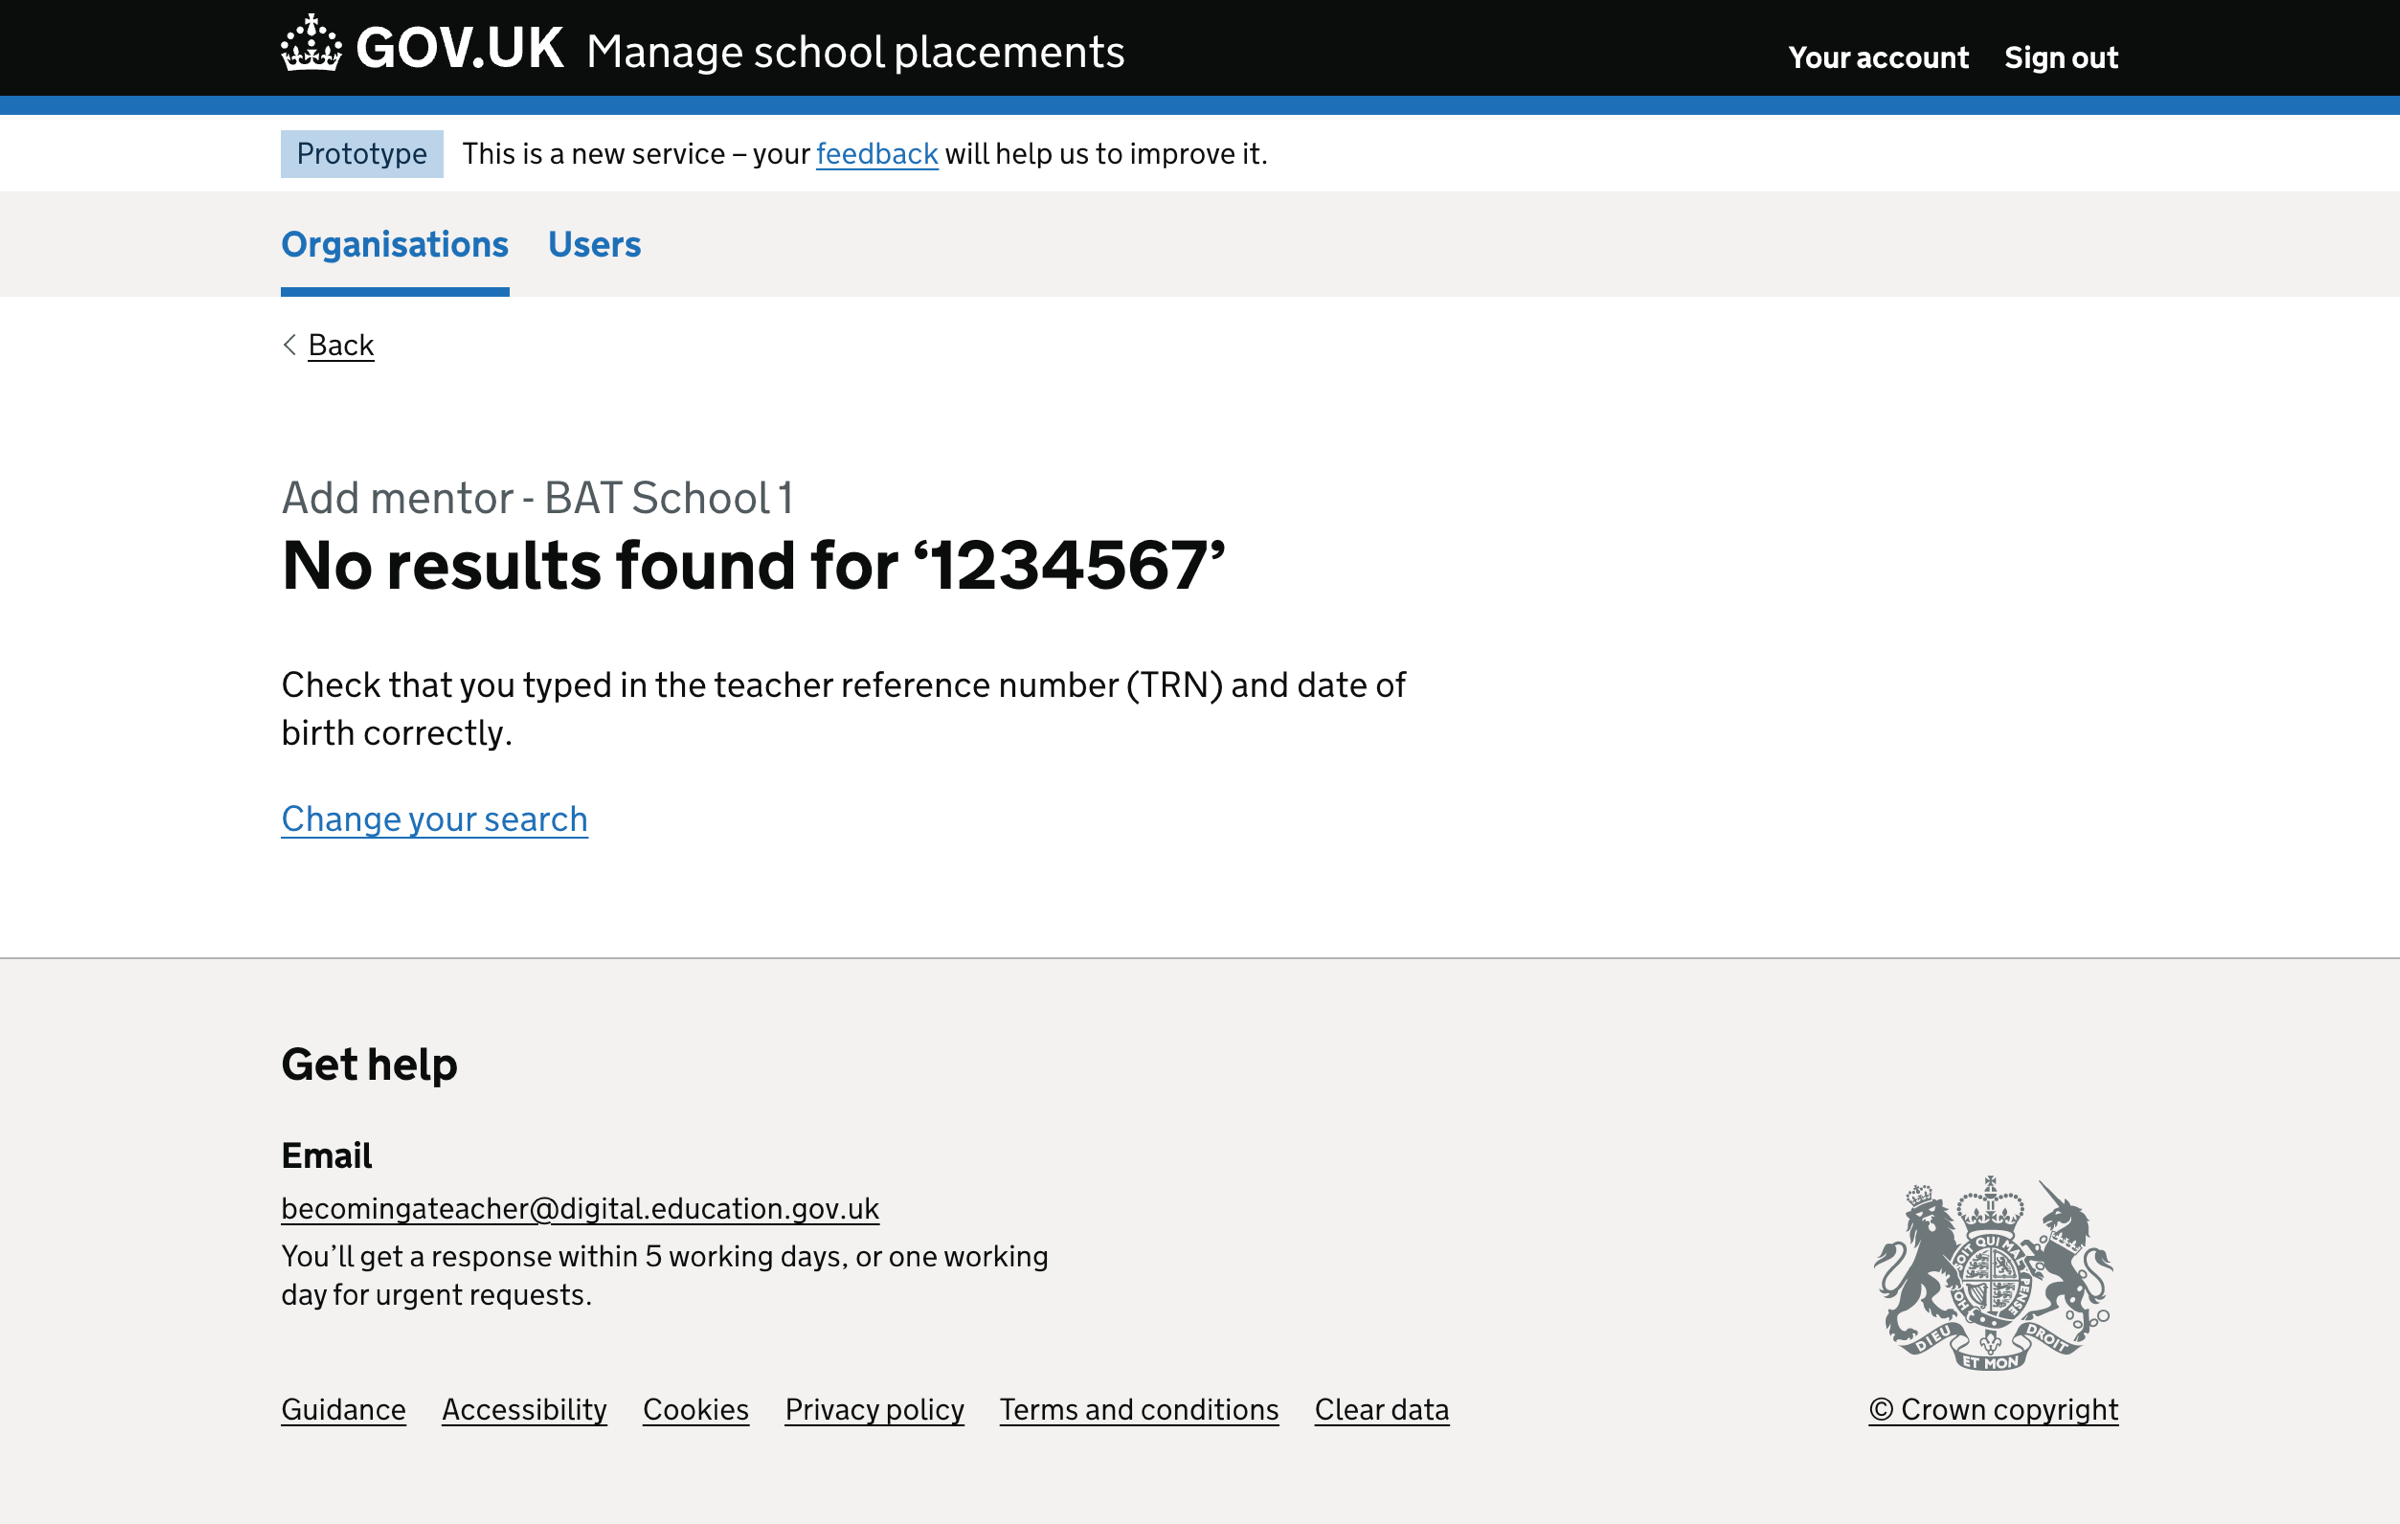 GOV.UK Manage school placements
Your account Sign out
Prototype This is a new service – your feedback will help us to improve it.
Organisations Users
Back
Add mentor - BAT School 1
No results found for ‘1234567’
Check that you typed in the teacher reference number (TRN) and date of
birth correctly.
Change your search
Get help
Email
becomingateacher@digital.education.gov.uk
You’ll get a response within 5 working days, or one working
day for urgent requests.
SOIT QUI MAL
PENSE
DIEU ET MON DROIT
Guidance Accessibility Cookies Privacy policy Terms and conditions Clear data
© Crown copyright